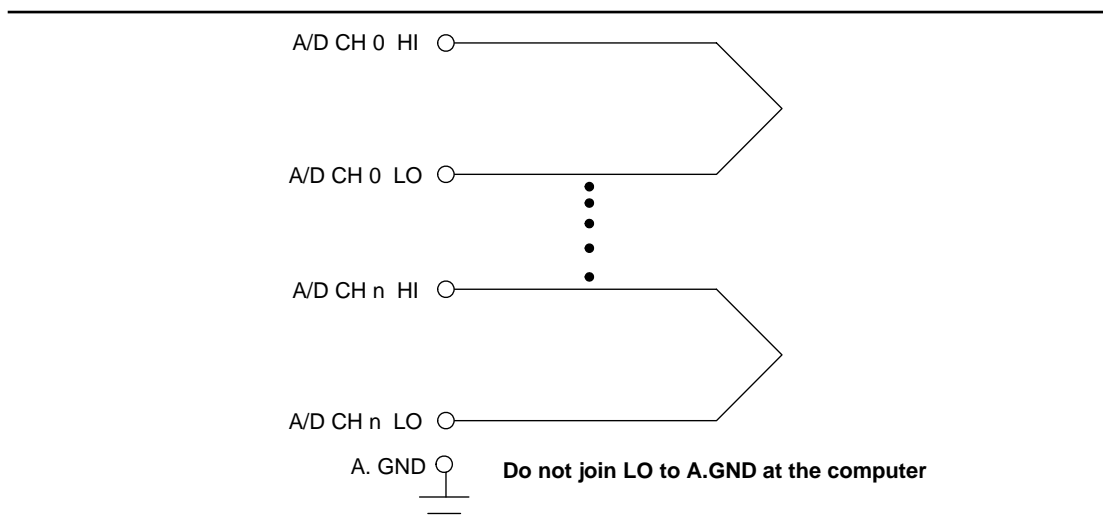 A/D CH 0 HI
A/D CH 0 LO
A/D CH n HI
A/D CH n LO
A. GND
Do not join LO to A.GND at the computer